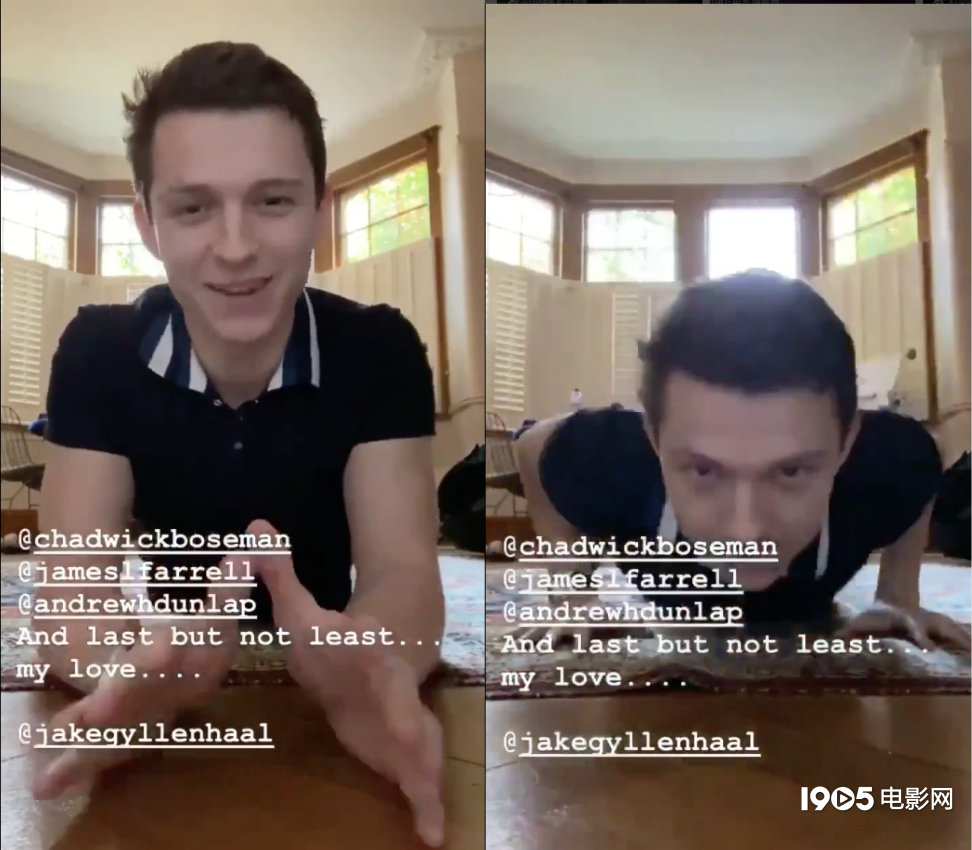 @chadwickboseman
@jameslfarrell
@andrewhdunlap
And last but not least...
my love....
@jakegyllenhaal
@chadwickboseman
@jameslfarrell
@andrewhdunlap
And last but not least...
my love....
@jakegyllenhaal
1905电影网